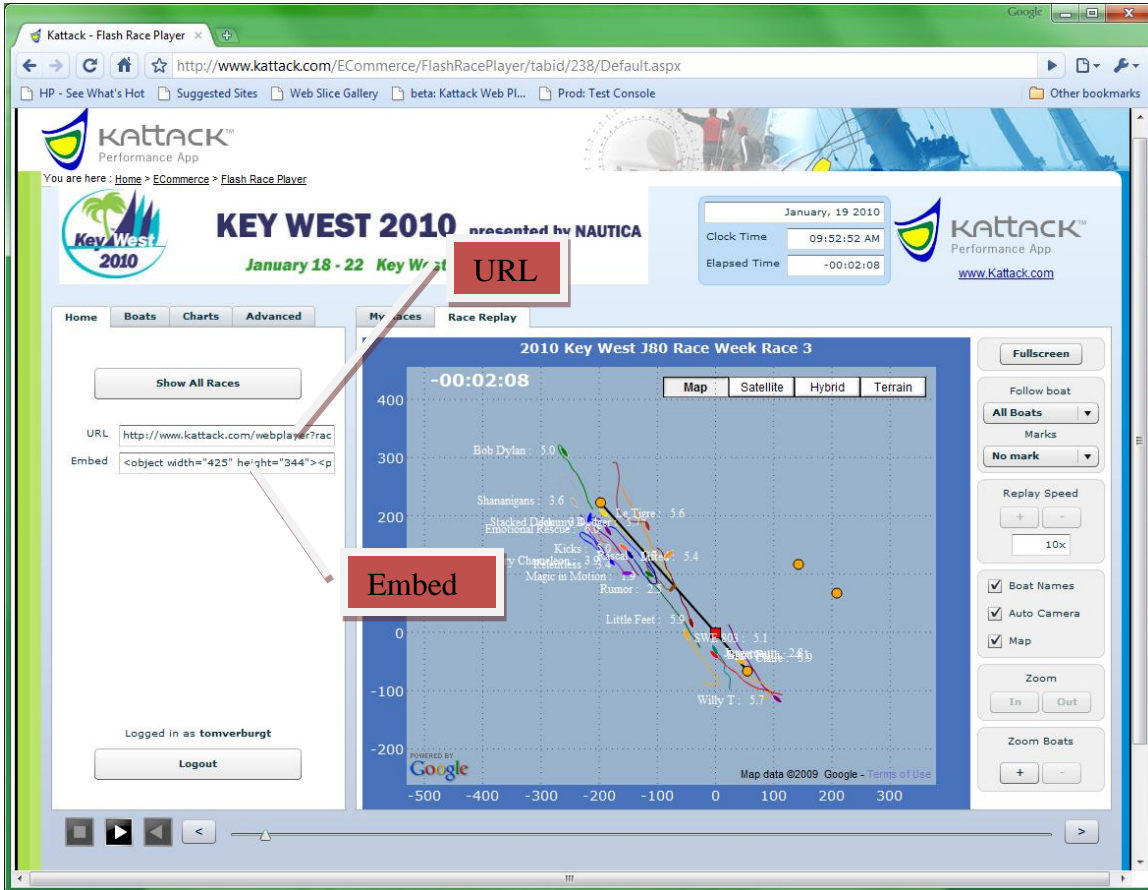 Google
Kattack - Flash Race Player
http://www.kattack.com/ECommerce/FlashRacePlayer/tabid/238/Default.aspx
HP - See What's Hot Suggested Sites Web Slice Gallery beta: Kattack Web Pl... Prod: Test Console Other bookmarks
KATTACK™
Performance App
You are here : Home > ECommerce > Flash Race Player
Key West
2010
KEY WEST 2010 presented by NAUTICA
January 18 - 22 Key West
January, 19 2010
Clock Time 09:52:52 AM
Elapsed Time -00:02:08
KATTACK™
Performance App
www.Kattack.com
URL
Home Boats Charts Advanced
My Races Race Replay
Show All Races
URL http://www.kattack.com/webplayer?rac
Embed <object width="425" height="344"><p
Embed
Logged in as tomverburgt
Logout
2010 Key West J80 Race Week Race 3
-00:02:08
Map Satellite Hybrid Terrain
400
300
200
0
-100
-200
Bob Dylan : 5.0
Shananigans : 3.6
Le Tigre : 5.6
Emotional Rescue :
Kicks :
5.4
Magic in Motion : 1.9
Rumor :
Little Feet : 5.9
SWE 803 : 5.1
Willy T : 5.7
POWERED BY
Google
Map data ©2009 Google - Terms of Use
-500 -400 -300 -200 -100 0 100 200 300
Fullscreen
Follow boat
All Boats
Marks
No mark
Replay Speed
+ -
10x
Boat Names
Auto Camera
Map
Zoom
In Out
Zoom Boats
+ -
< >